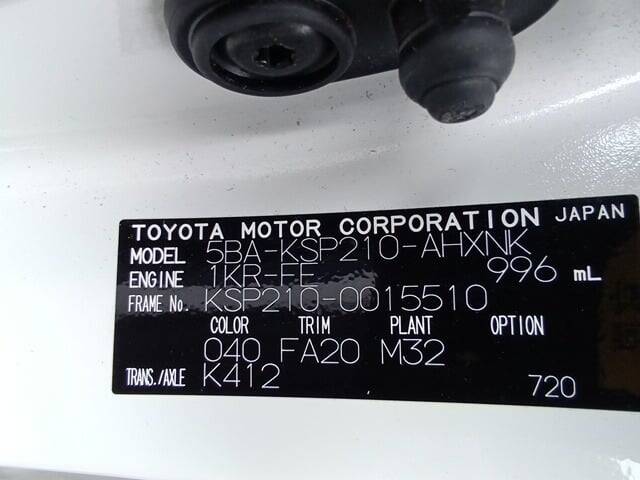 TOYOTA MOTOR CORPORATION JAPAN
MODEL 5BA-KSP210-AHXNK
ENGINE 1KR-FE 996 mL
FRAME No. KSP210-0015510
COLOR TRIM PLANT OPTION
040 FA20 M32
TRANS./AXLE K412 720